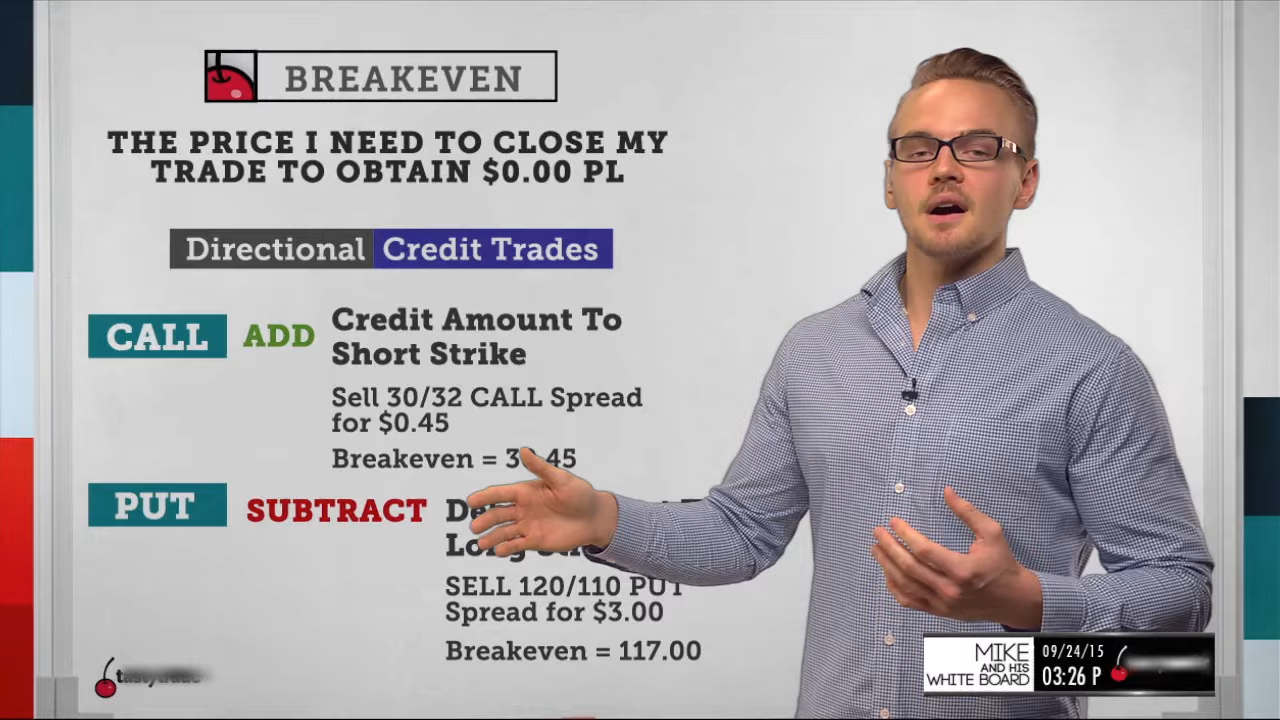 BREAKEVEN
THE PRICE I NEED TO CLOSE MY
TRADE TO OBTAIN $0.00 PL
Directional Credit Trades
CALL ADD Credit Amount To
Short Strike
Sell 30/32 CALL Spread
for $0.45
Breakeven = 30.45
PUT SUBTRACT
SELL 120/110 PUT
Spread for $3.00
Breakeven = 117.00
MIKE
AND HIS
WHITE BOARD
09/24/15
03:26 P